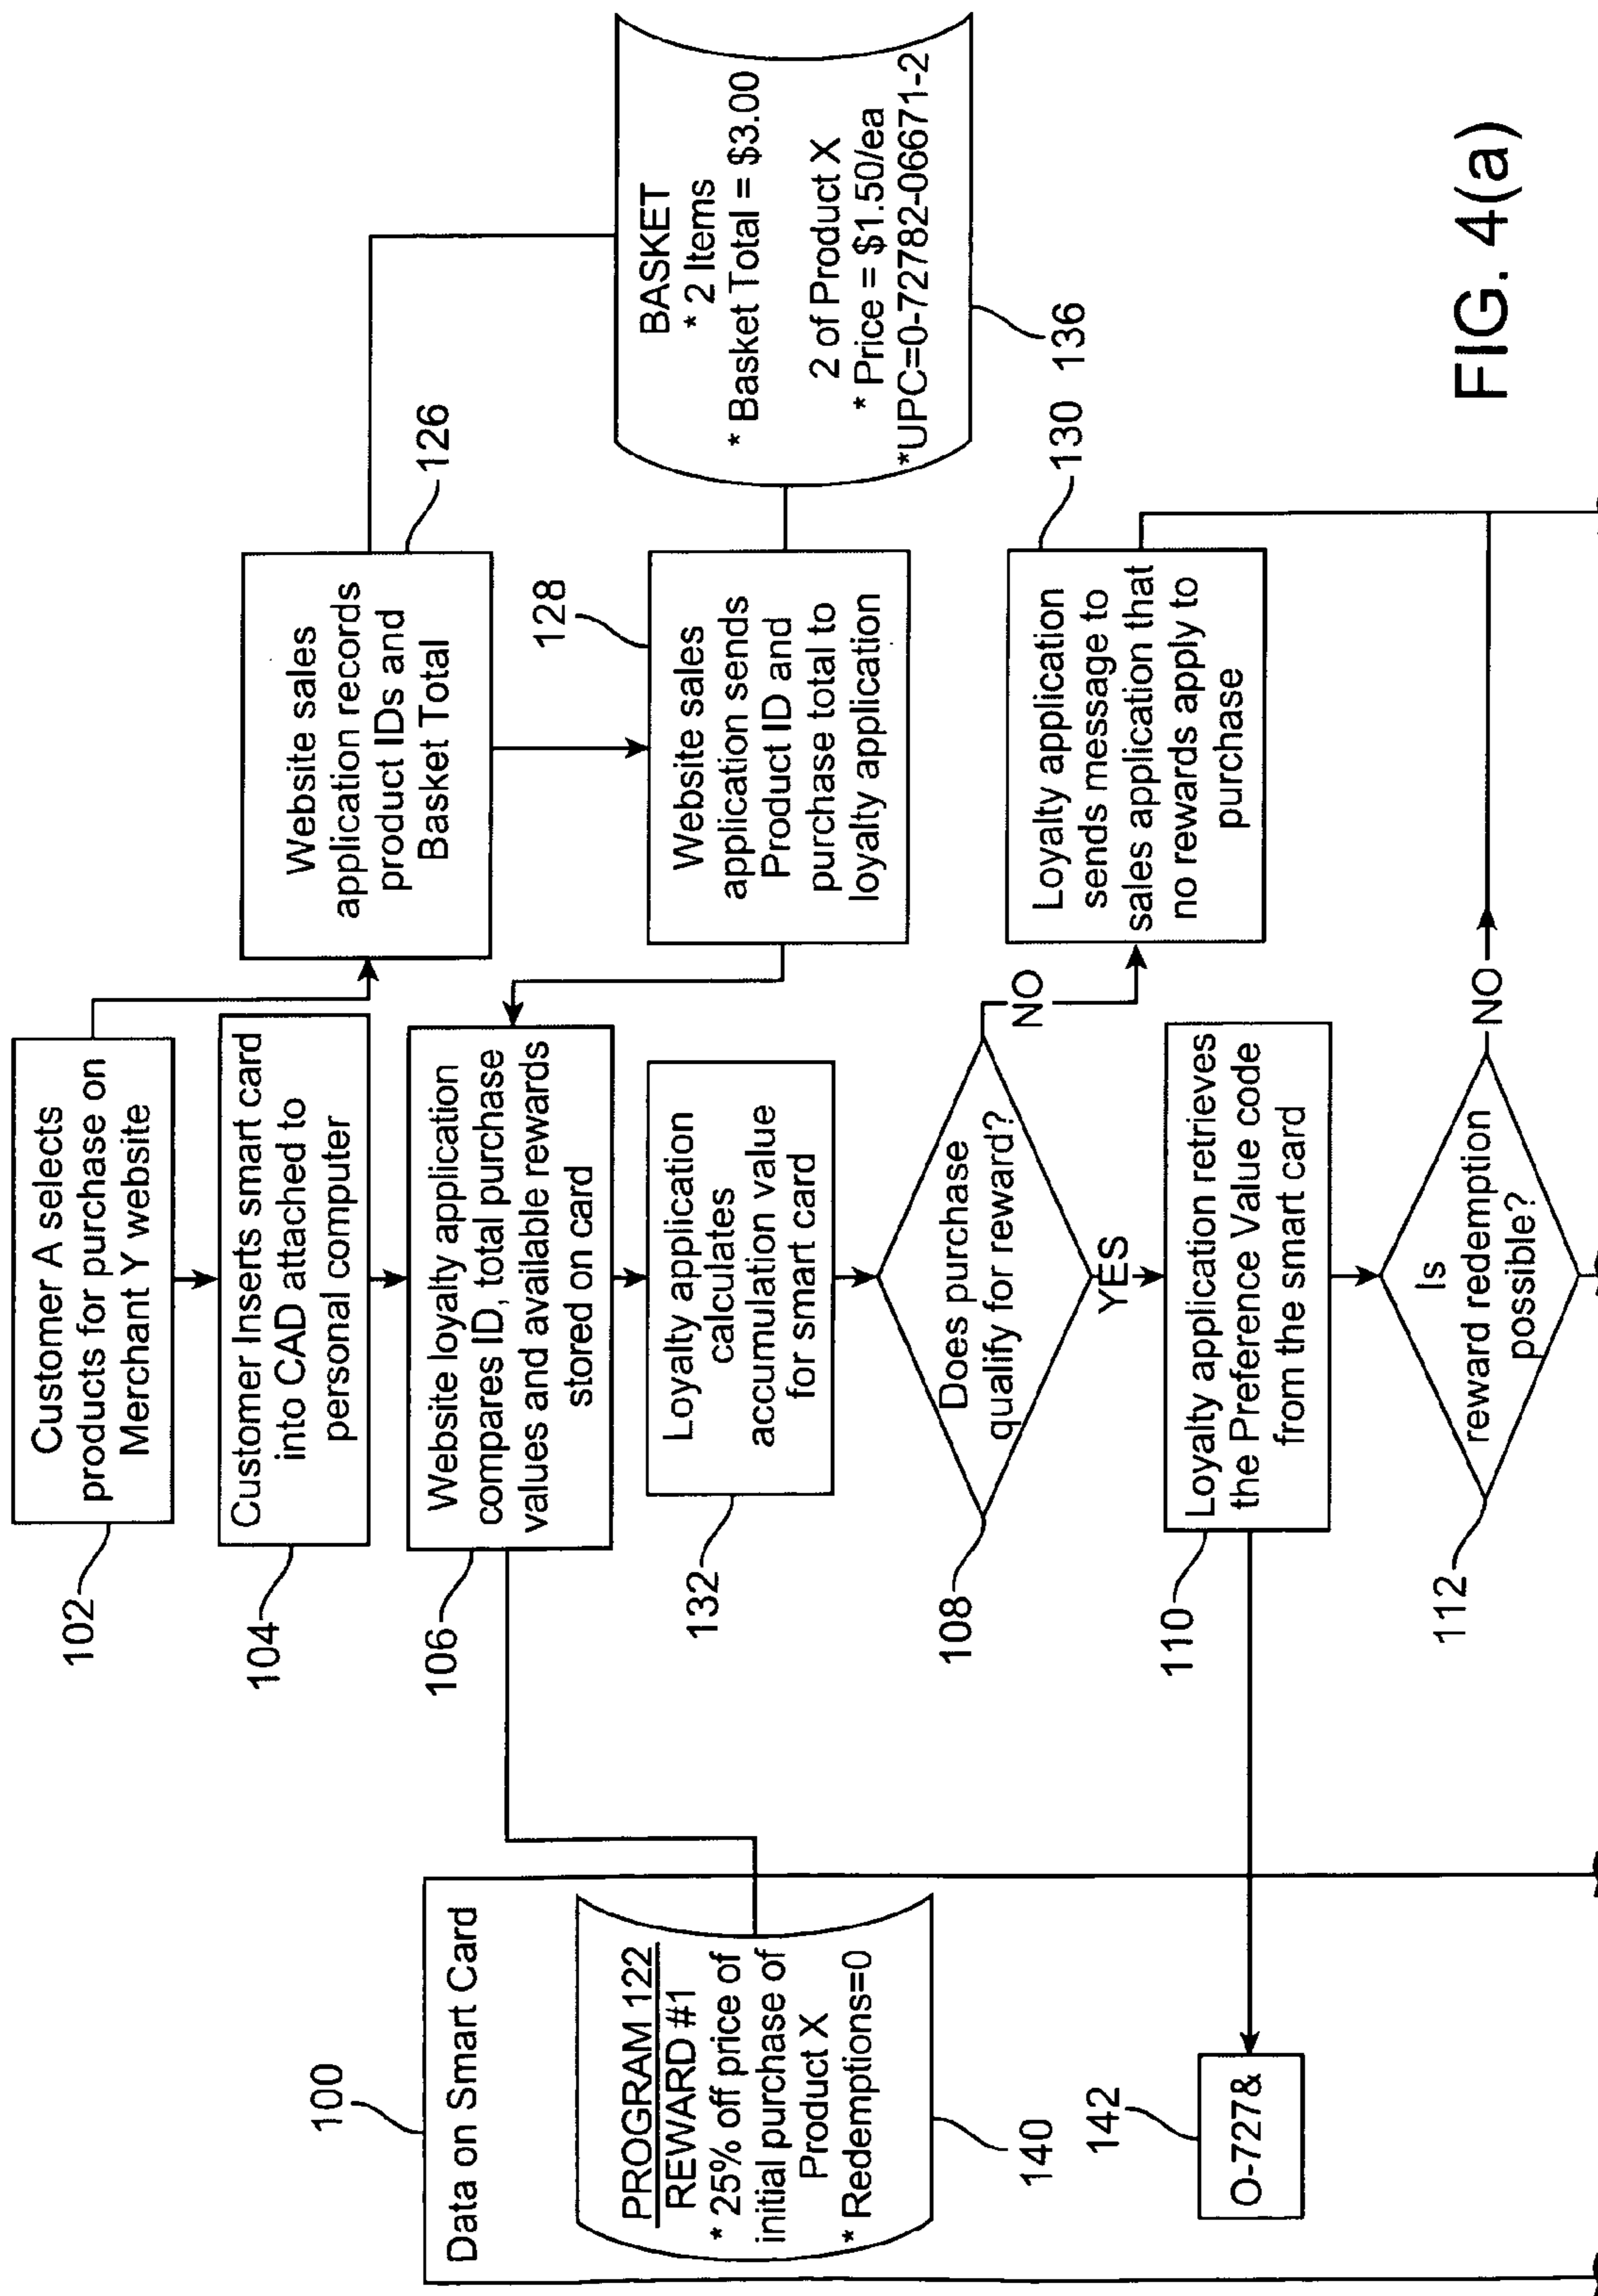 Customer A selects
products for purchase on
Merchant Y website
102
Customer Inserts smart card
into CAD attached to
personal computer
104
Website sales
application records
product IDs and
Basket Total
126
Website loyalty application
compares ID, total purchase
values and available rewards
stored on card
106
Website sales
application sends
Product ID and
purchase total to
loyalty application
128
BASKET
* 2 Items
* Basket Total = $3.00
2 of Product X
* Price = $1.50/ea
*UPC=0-72782-06671-2
136
100
Data on Smart Card
PROGRAM 122
REWARD #1
* 25% off price of
initial purchase of
Product X
* Redemptions=0
140
Loyalty application
calculates
accumulation value
for smart card
132
Does purchase
qualify for reward?
108
NO
YES
Loyalty application
sends message to
sales application that
no rewards apply to
purchase
130
Loyalty application retrieves
the Preference Value code
from the smart card
110
142
O-727&
Is
reward redemption
possible?
112
NO
FIG. 4(a)